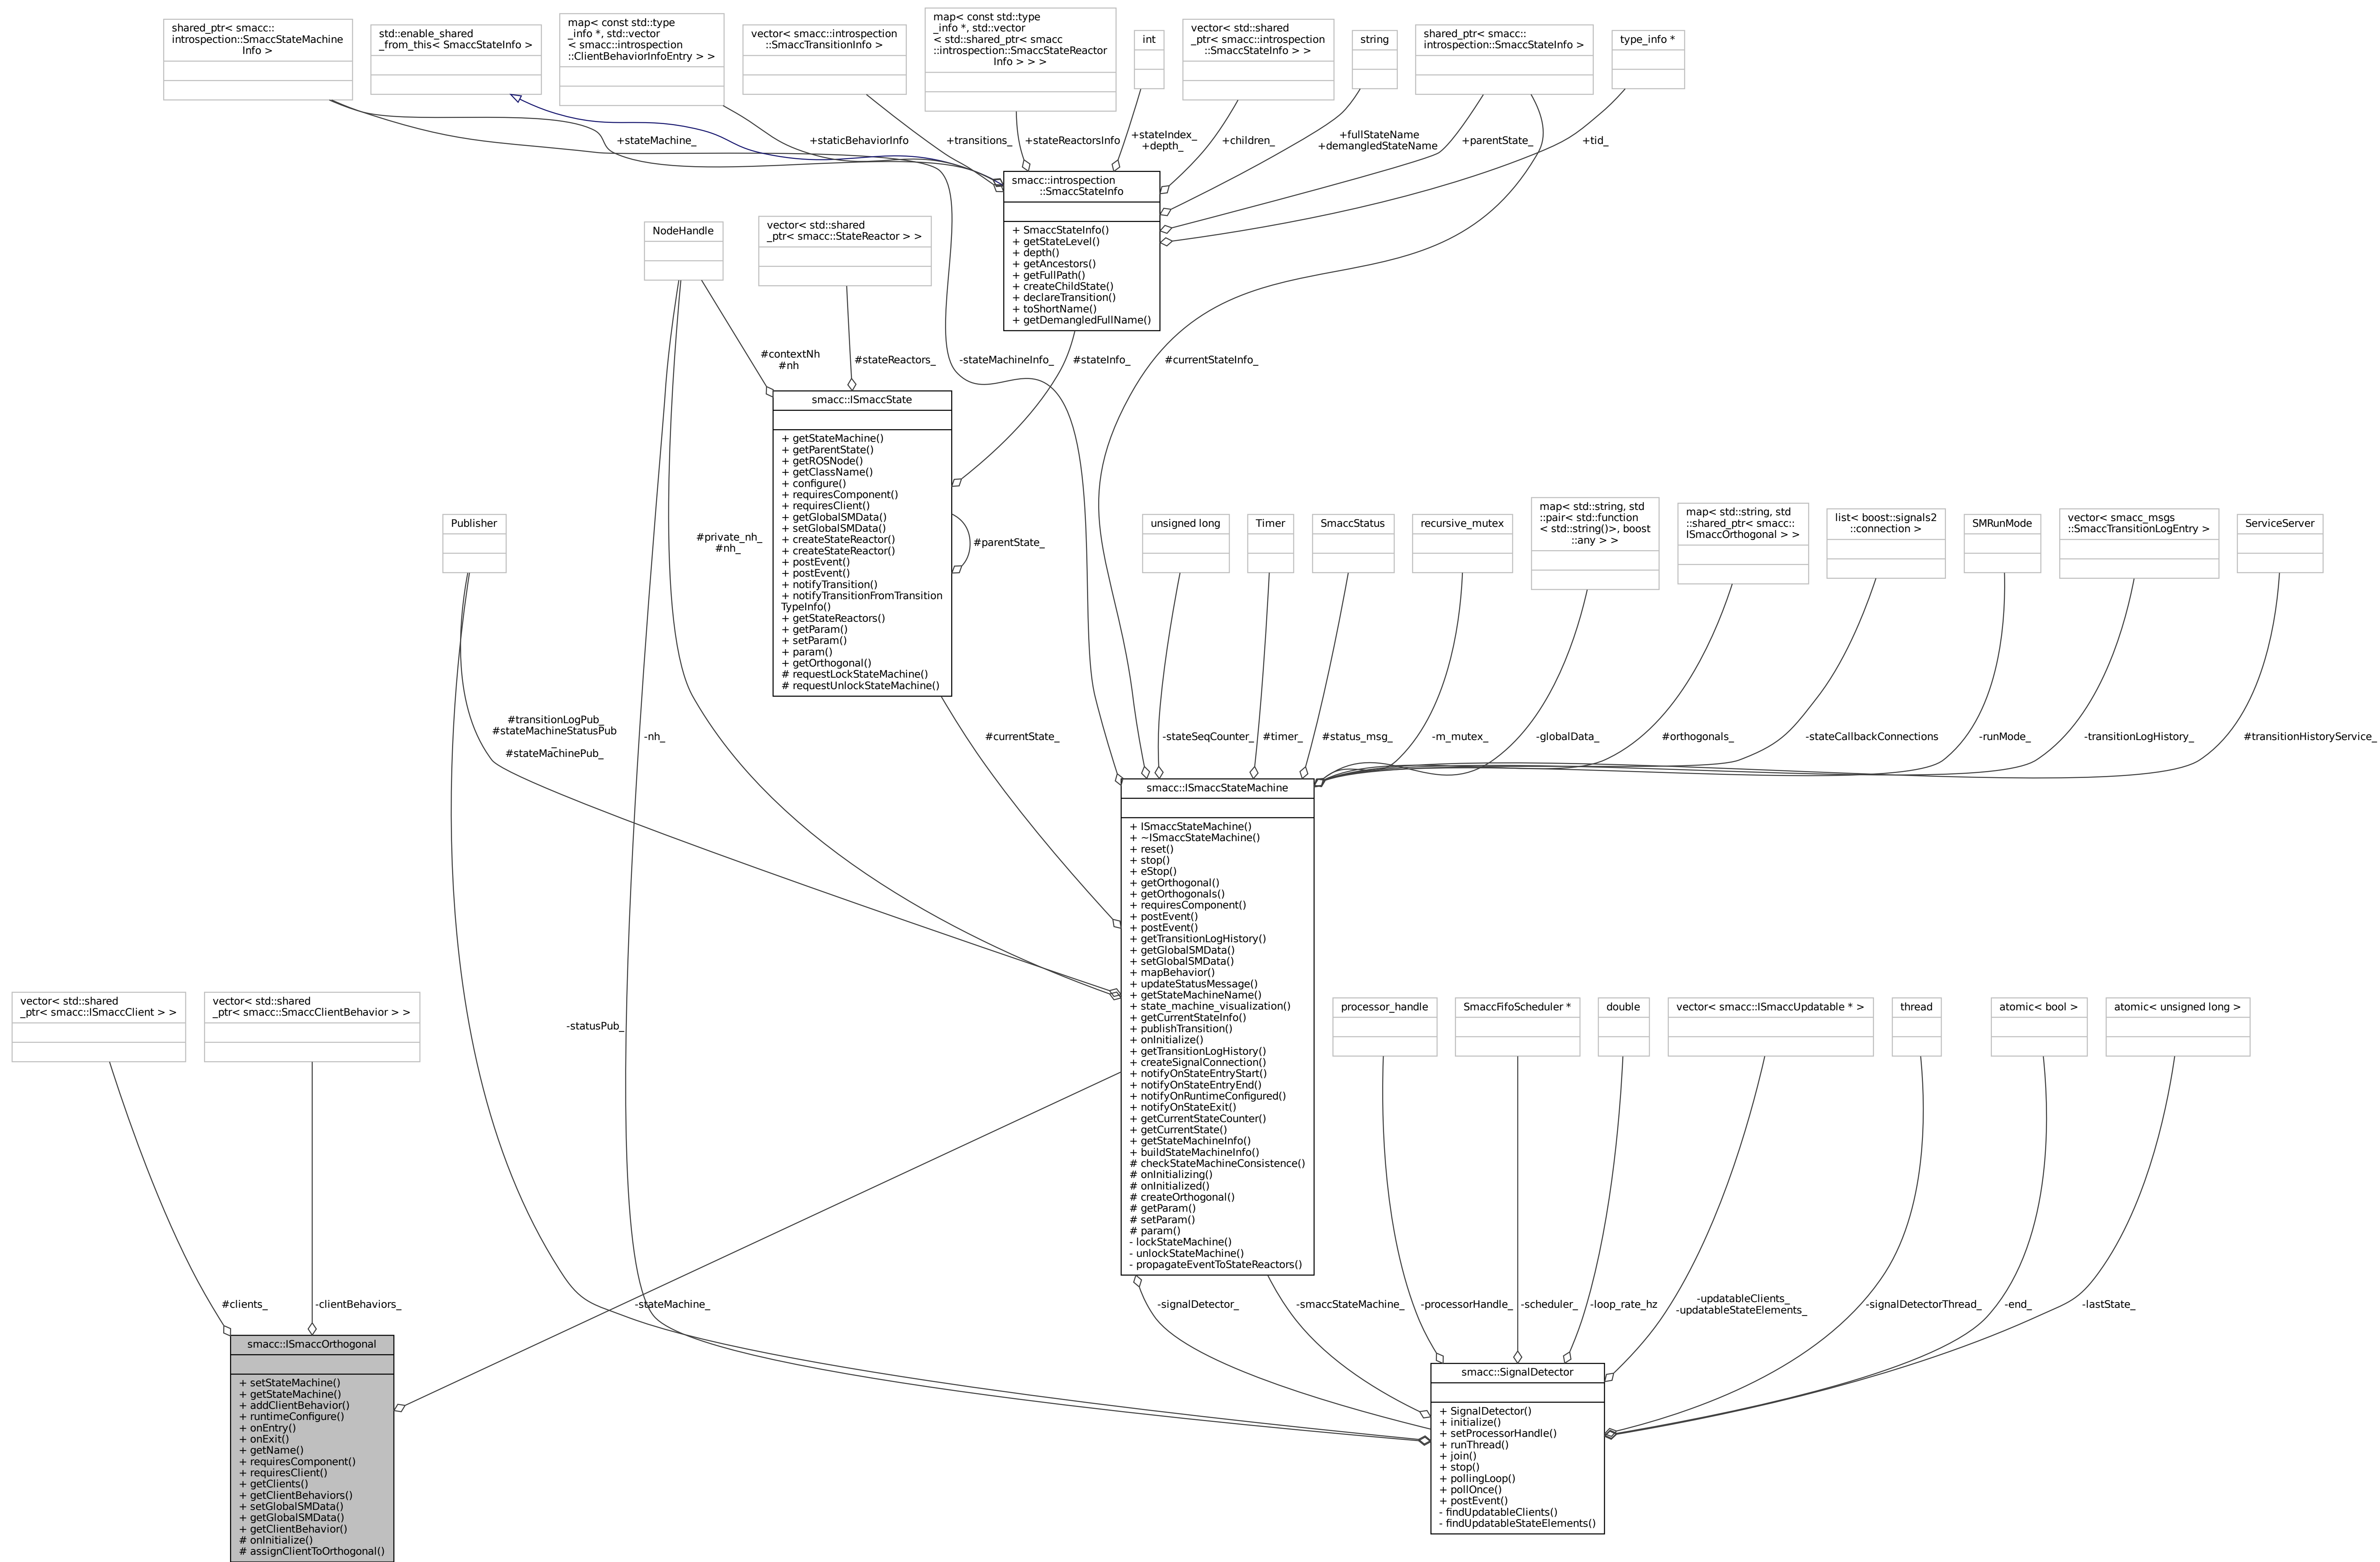 shared_ptr< smacc::
introspection::SmaccStateMachine
Info >
std::enable_shared
_from_this< SmaccStateInfo >
map< const std::type
_info *, std::vector
< smacc::introspection
::ClientBehaviorInfoEntry > >
vector< smacc::introspection
::SmaccTransitionInfo >
map< const std::type
_info *, std::vector
< std::shared_ptr< smacc
::introspection::SmaccStateReactor
Info > > >
int
vector< std::shared
_ptr< smacc::introspection
::SmaccStateInfo > >
string
shared_ptr< smacc::
introspection::SmaccStateInfo >
type_info *
+stateMachine_
+staticBehaviorInfo
+transitions_
+stateReactorsInfo
+stateIndex_
+depth_
+children_
+fullStateName
+demangledStateName
+parentState_
+tid_
smacc::introspection
::SmaccStateInfo
+ SmaccStateInfo()
+ getStateLevel()
+ depth()
+ getAncestors()
+ getFullPath()
+ createChildState()
+ declareTransition()
+ toShortName()
+ getDemangledFullName()
NodeHandle
vector< std::shared
_ptr< smacc::StateReactor > >
#contextNh
#nh
#stateReactors_
-stateMachineInfo_
#stateInfo_
#currentStateInfo_
smacc::ISmaccState
+ getStateMachine()
+ getParentState()
+ getROSNode()
+ getClassName()
+ configure()
+ requiresComponent()
+ requiresClient()
+ getGlobalSMData()
+ setGlobalSMData()
+ createStateReactor()
+ createStateReactor()
+ postEvent()
+ postEvent()
+ notifyTransition()
+ notifyTransitionFromTransition
TypeInfo()
+ getStateReactors()
+ getParam()
+ setParam()
+ param()
+ getOrthogonal()
# requestLockStateMachine()
# requestUnlockStateMachine()
#parentState_
Publisher
#private_nh_
#nh_
unsigned long
Timer
SmaccStatus
recursive_mutex
map< std::string, std
::pair< std::function
< std::string()>, boost
::any > >
map< std::string, std
::shared_ptr< smacc::
ISmaccOrthogonal > >
list< boost::signals2
::connection >
SMRunMode
vector< smacc_msgs
::SmaccTransitionLogEntry >
ServiceServer
#transitionLogPub_
#stateMachineStatusPub
_
#stateMachinePub_
-nh_
#currentState_
-stateSeqCounter_
#timer_
#status_msg_
-m_mutex_
-globalData_
#orthogonals_
-stateCallbackConnections
-runMode_
-transitionLogHistory_
#transitionHistoryService_
smacc::ISmaccStateMachine
+ ISmaccStateMachine()
+ ~ISmaccStateMachine()
+ reset()
+ stop()
+ eStop()
+ getOrthogonal()
+ getOrthogonals()
+ requiresComponent()
+ postEvent()
+ postEvent()
+ getTransitionLogHistory()
+ getGlobalSMData()
+ setGlobalSMData()
+ mapBehavior()
+ updateStatusMessage()
+ getStateMachineName()
+ state_machine_visualization()
+ getCurrentStateInfo()
+ publishTransition()
+ onInitialize()
+ getTransitionLogHistory()
+ createSignalConnection()
+ notifyOnStateEntryStart()
+ notifyOnStateEntryEnd()
+ notifyOnRuntimeConfigured()
+ notifyOnStateExit()
+ getCurrentStateCounter()
+ getCurrentState()
+ getStateMachineInfo()
+ buildStateMachineInfo()
# checkStateMachineConsistence()
# onInitializing()
# onInitialized()
# createOrthogonal()
# getParam()
# setParam()
# param()
- lockStateMachine()
- unlockStateMachine()
- propagateEventToStateReactors()
vector< std::shared
_ptr< smacc::ISmaccClient > >
vector< std::shared
_ptr< smacc::SmaccClientBehavior > >
-statusPub_
processor_handle
SmaccFifoScheduler *
double
vector< smacc::ISmaccUpdatable * >
thread
atomic< bool >
atomic< unsigned long >
#clients_
-clientBehaviors_
-stateMachine_
-signalDetector_
-smaccStateMachine_
-processorHandle_
-scheduler_
-loop_rate_hz
-updatableClients_
-updatableStateElements_
-signalDetectorThread_
-end_
-lastState_
smacc::ISmaccOrthogonal
+ setStateMachine()
+ getStateMachine()
+ addClientBehavior()
+ runtimeConfigure()
+ onEntry()
+ onExit()
+ getName()
+ requiresComponent()
+ requiresClient()
+ getClients()
+ getClientBehaviors()
+ setGlobalSMData()
+ getGlobalSMData()
+ getClientBehavior()
# onInitialize()
# assignClientToOrthogonal()
smacc::SignalDetector
+ SignalDetector()
+ initialize()
+ setProcessorHandle()
+ runThread()
+ join()
+ stop()
+ pollingLoop()
+ pollOnce()
+ postEvent()
- findUpdatableClients()
- findUpdatableStateElements()